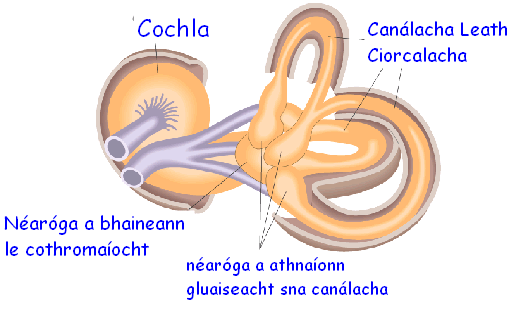 Cochla
Canálacha Leath
Ciorcalacha
Néaróga a bhaineann
le cothromaíocht
néaróga a athnaíonn
gluaiseacht sna canálacha